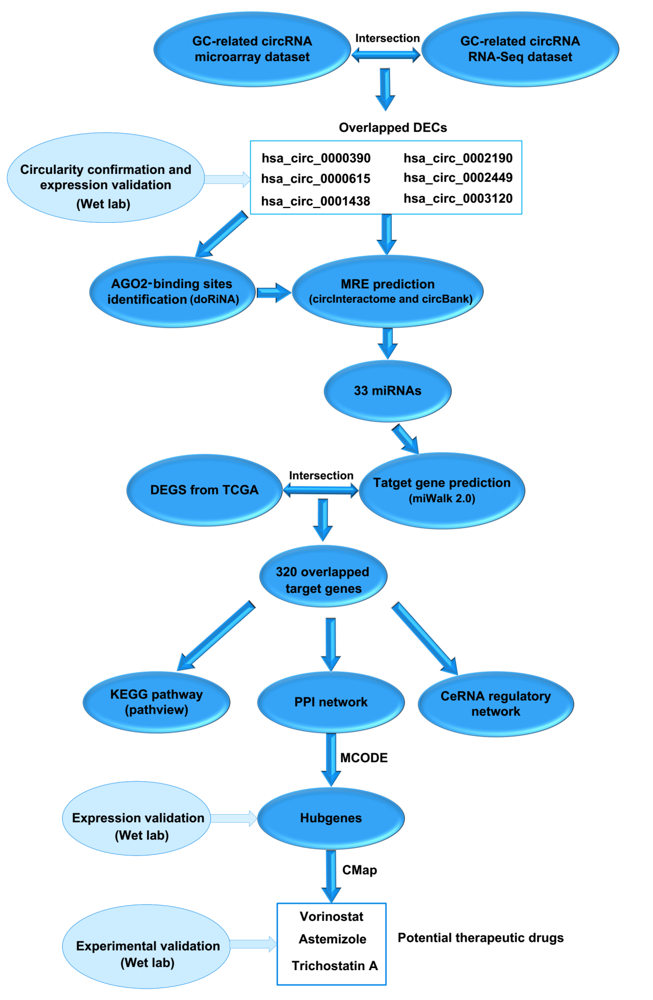 GC-related circRNA
microarray dataset
Intersection
GC-related circRNA
RNA-Seq dataset
Overlapped DECs
hsa_circ_0000390
hsa_circ_0002190
hsa_circ_0000615
hsa_circ_0002449
hsa_circ_0001438
hsa_circ_0003120
Circularity confirmation and
expression validation
(Wet lab)
AGO2-binding sites
identification (doRiNA)
MRE prediction
(circInteractome and circBank)
33 miRNAs
DEGS from TCGA
Intersection
Tatget gene prediction
(miWalk 2.0)
320 overlapped
target genes
KEGG pathway
(pathview)
PPI network
CeRNA regulatory
network
MCODE
Expression validation
(Wet lab)
Hubgenes
CMap
Experimental validation
(Wet lab)
Vorinostat
Astemizole
Trichostatin A
Potential therapeutic drugs